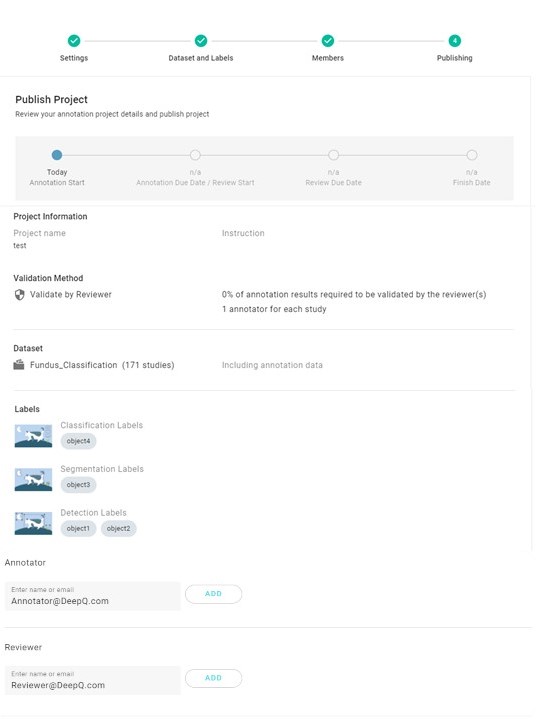 4
Settings
Dataset and Labels
Members
Publishing
Publish Project
Review your annotation project details and publish project
Today
n/a
n/a
n/a
Annotation Start
Annotation Due Date / Review Start
Review Due Date
Finish Date
Project Information
Project name
Instruction
test
Validation Method
Validate by Reviewer
0% of annotation results required to be validated by the reviewer(s)
1 annotator for each study
Dataset
Fundus_Classification (171 studies)
Including annotation data
Labels
Classification Labels
object4
Segmentation Labels
object3
Detection Labels
object1 object2
Annotator
Enter name or email
Annotator@DeepQ.com
ADD
Reviewer
Enter name or email
Reviewer@DeepQ.com
ADD